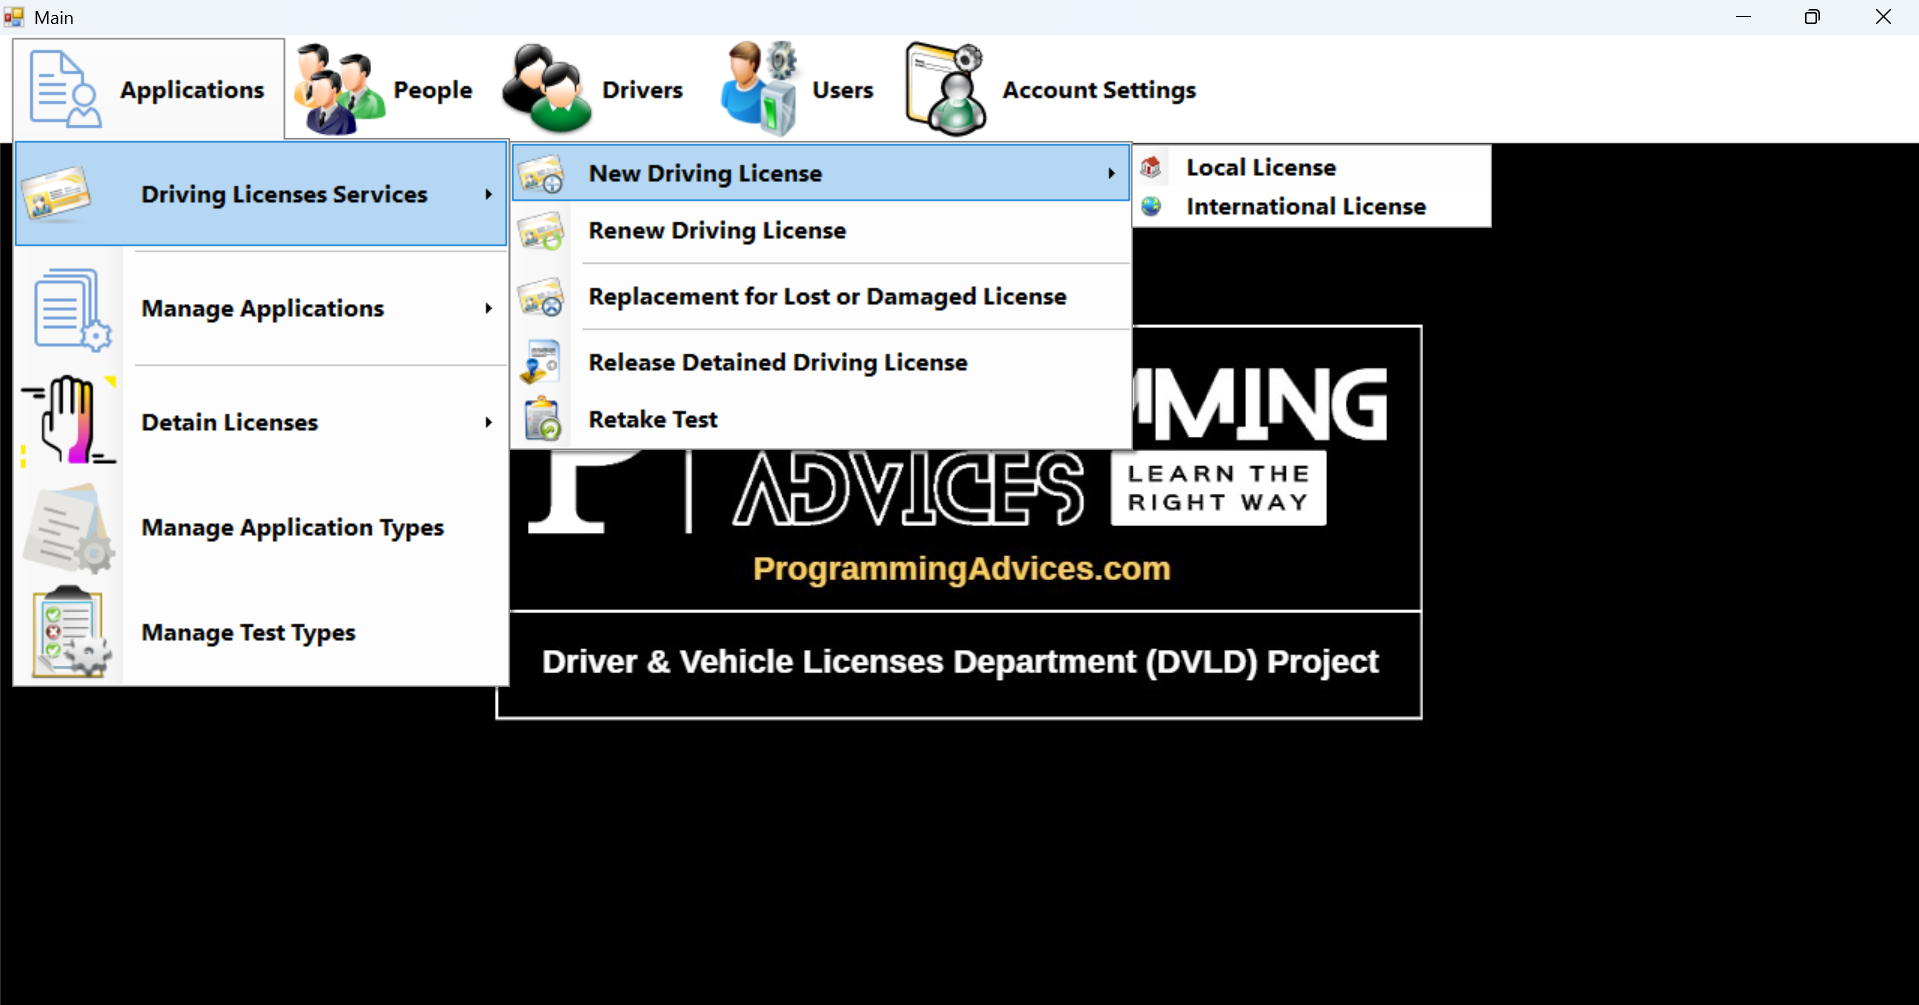 Main
Applications
People
Drivers
Users
Account Settings
Driving Licenses Services
Manage Applications
Detain Licenses
Manage Application Types
Manage Test Types
New Driving License
Renew Driving License
Replacement for Lost or Damaged License
Release Detained Driving License
Retake Test
Local License
International License
MMING
P
ADVICES
LEARN THE
RIGHT WAY
ProgrammingAdvices.com
Driver & Vehicle Licenses Department (DVLD) Project